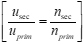 [u_sec / u_prim = n_sec / n_prim]